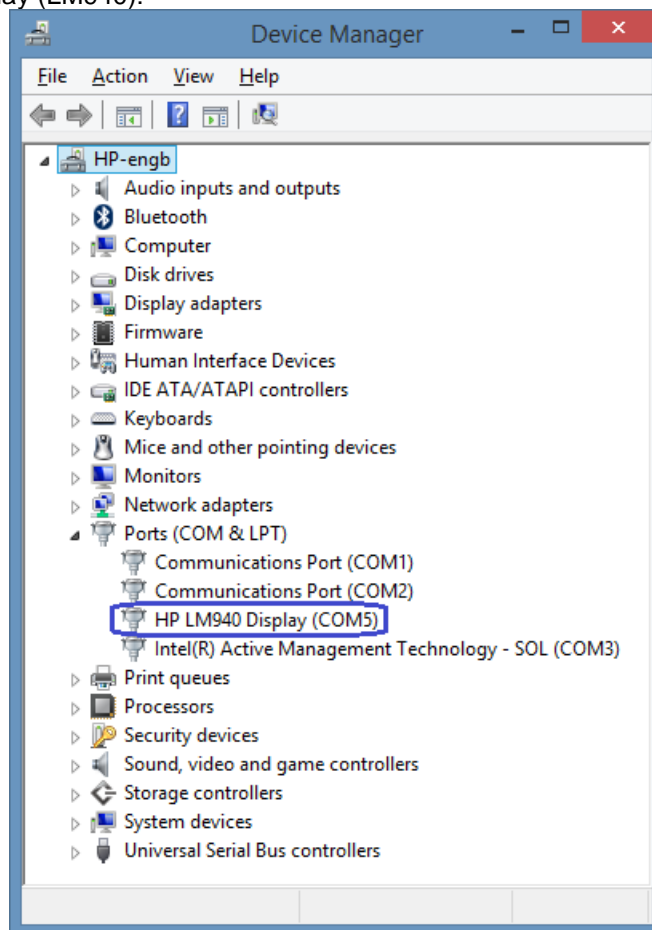 play (LM940).
Device Manager
File Action View Help
HP-engb
Audio inputs and outputs
Bluetooth
Computer
Disk drives
Display adapters
Firmware
Human Interface Devices
IDE ATA/ATAPI controllers
Keyboards
Mice and other pointing devices
Monitors
Network adapters
Ports (COM & LPT)
Communications Port (COM1)
Communications Port (COM2)
HP LM940 Display (COM5)
Intel(R) Active Management Technology - SOL (COM3)
Print queues
Processors
Security devices
Sound, video and game controllers
Storage controllers
System devices
Universal Serial Bus controllers